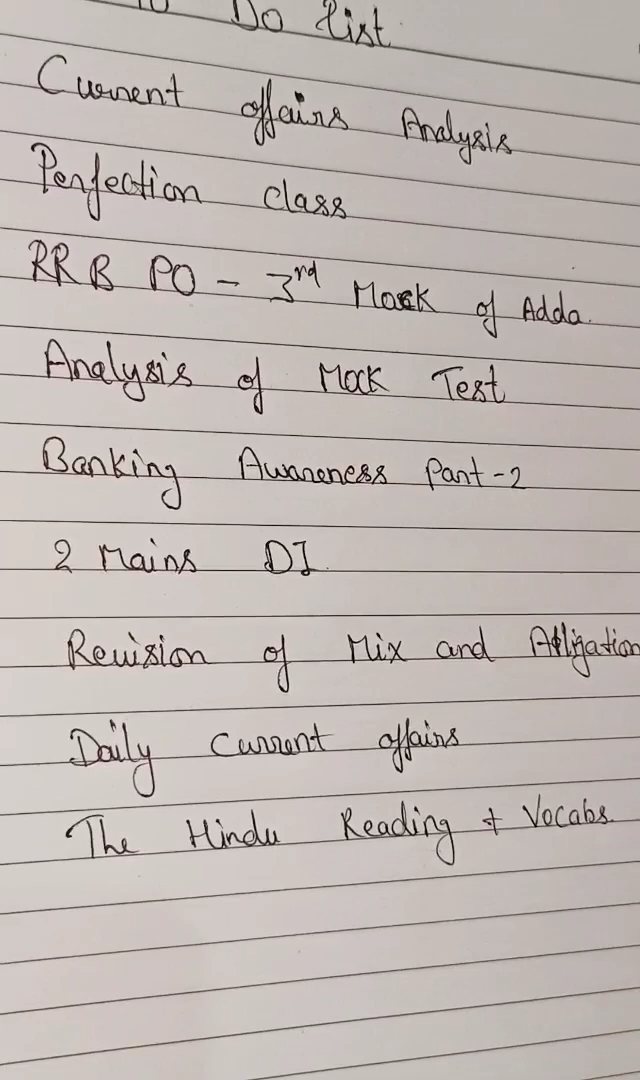 To Do list
Current affairs Analysis
Perfection class
RRB PO - 3rd Mock of Adda.
Analysis of Mock Test
Banking Awareness Part-2
2 Mains DI
Revision of Mix and Alligation
Daily Current affairs
The Hindu Reading + Vocabs.